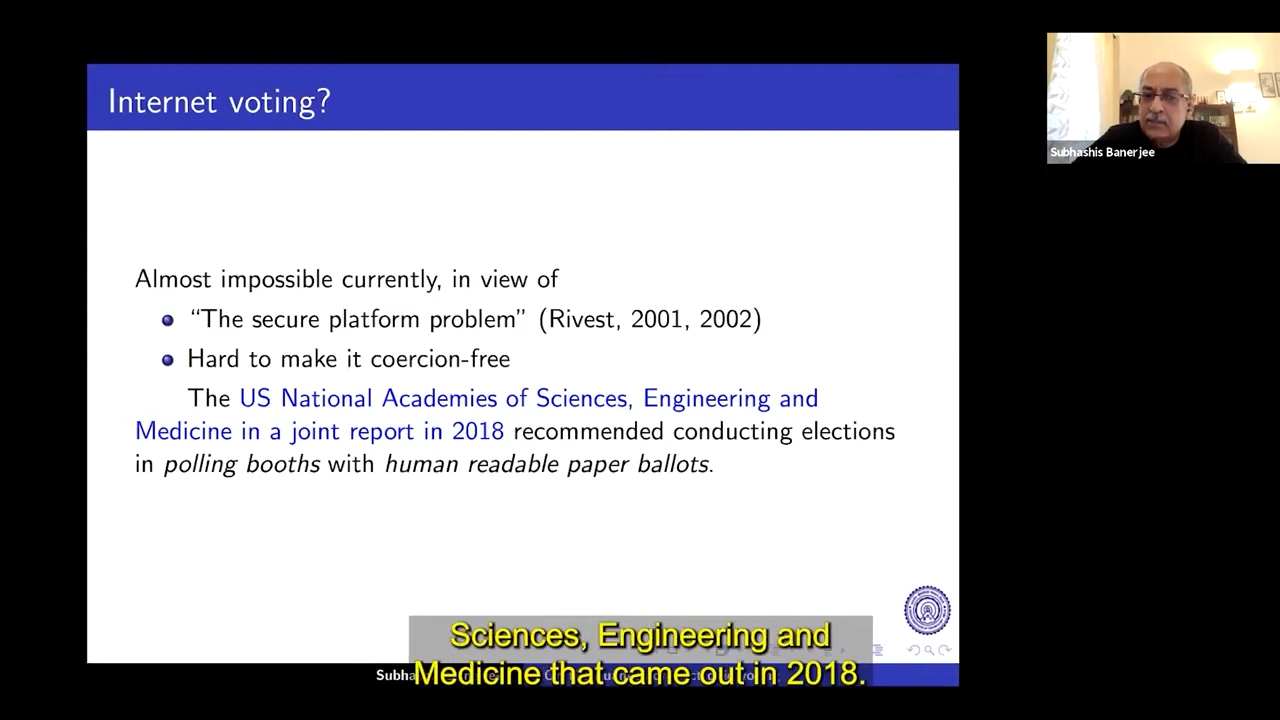 Internet voting?
Subhashis Banerjee
Almost impossible currently, in view of
“The secure platform problem” (Rivest, 2001, 2002)
Hard to make it coercion-free
The US National Academies of Sciences, Engineering and
Medicine in a joint report in 2018 recommended conducting elections
in polling booths with human readable paper ballots.
Sciences, Engineering and
Medicine that came out in 2018.